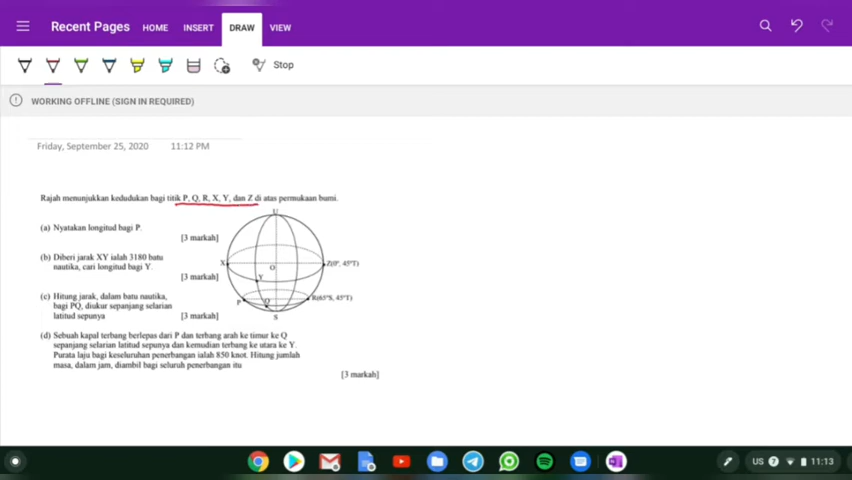 Recent Pages HOME INSERT DRAW VIEW
Stop
WORKING OFFLINE (SIGN IN REQUIRED)
Friday, September 25, 2020 11:12 PM
Rajah menunjukkan kedudukan bagi titik P, Q, R, X, Y, dan Z di atas permukaan bumi.
U
(a) Nyatakan longitud bagi P.
[3 markah]
(b) Diberi jarak XY ialah 3180 batu
nautika, cari longitud bagi Y.
[3 markah]
X O Z(0°, 45°T)
Y
(c) Hitung jarak, dalam batu nautika,
bagi PQ, diukur sepanjang selarian
latitud sepunya
[3 markah]
P Q R(65°S, 45°T)
S
(d) Sebuah kapal terbang berlepas dari P dan terbang arah ke timur ke Q
sepanjang selarian latitud sepunya dan kemudian terbang ke utara ke Y.
Purata laju bagi keseluruhan penerbangan ialah 850 knot. Hitung jumlah
masa, dalam jam, diambil bagi seluruh penerbangan itu
[3 markah]
US 11:13